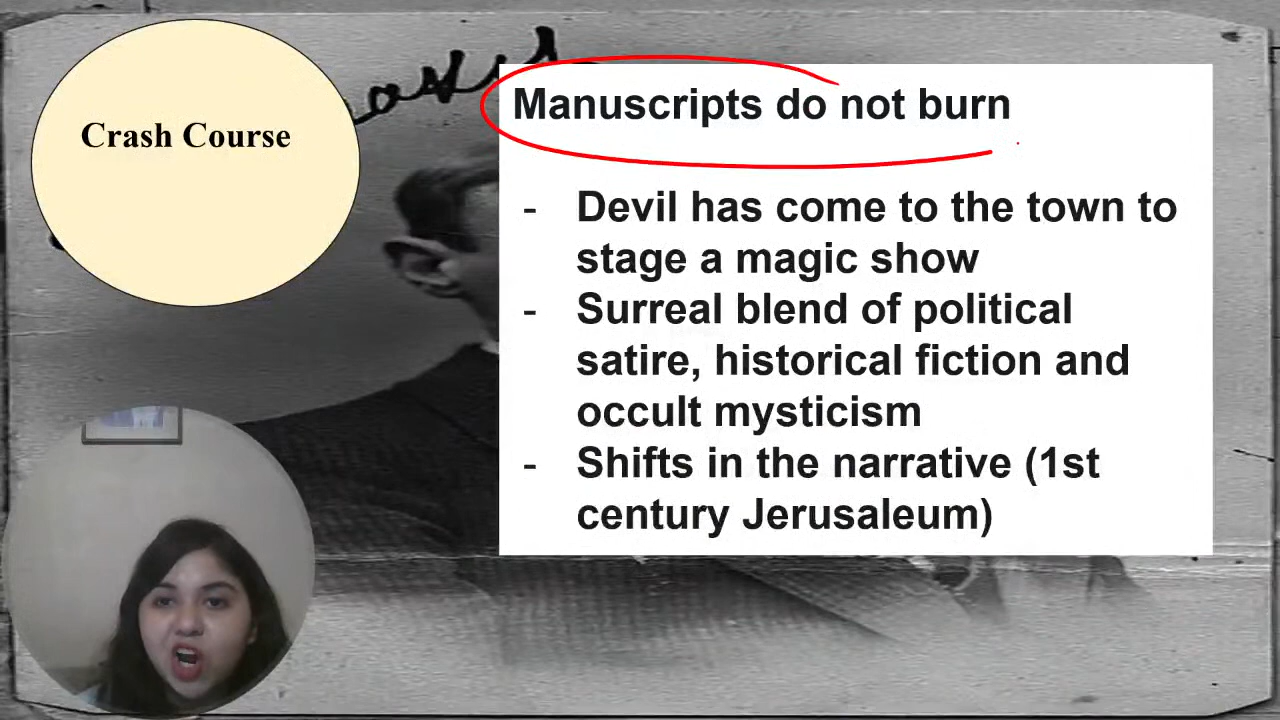 Crash Course
Manuscripts do not burn
- Devil has come to the town to
stage a magic show
- Surreal blend of political
satire, historical fiction and
occult mysticism
- Shifts in the narrative (1st
century Jerusaleum)